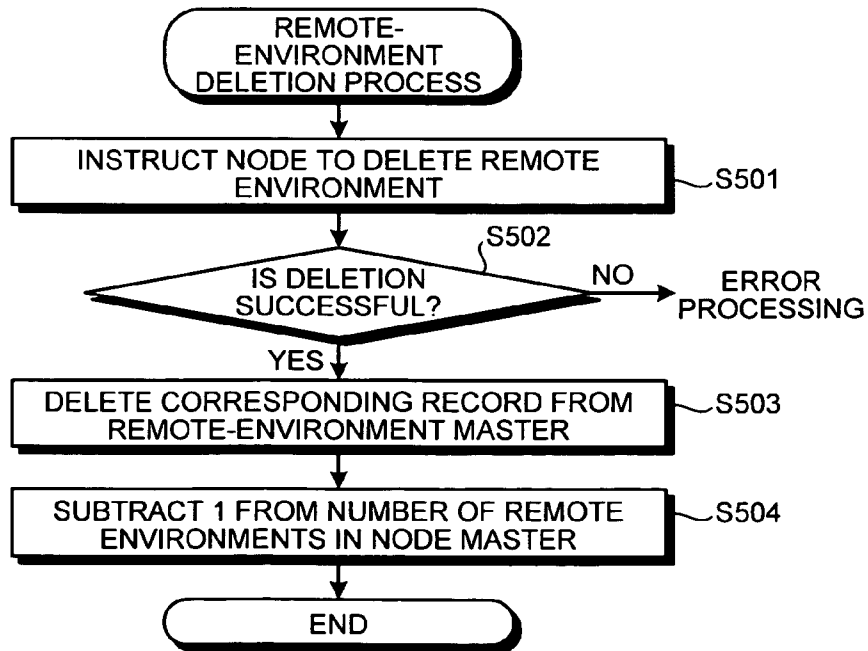 REMOTE-
ENVIRONMENT
DELETION PROCESS
INSTRUCT NODE TO DELETE REMOTE
ENVIRONMENT
S501
S502
IS DELETION
SUCCESSFUL?
NO
ERROR
PROCESSING
YES
DELETE CORRESPONDING RECORD FROM
REMOTE-ENVIRONMENT MASTER
S503
SUBTRACT 1 FROM NUMBER OF REMOTE
ENVIRONMENTS IN NODE MASTER
S504
END